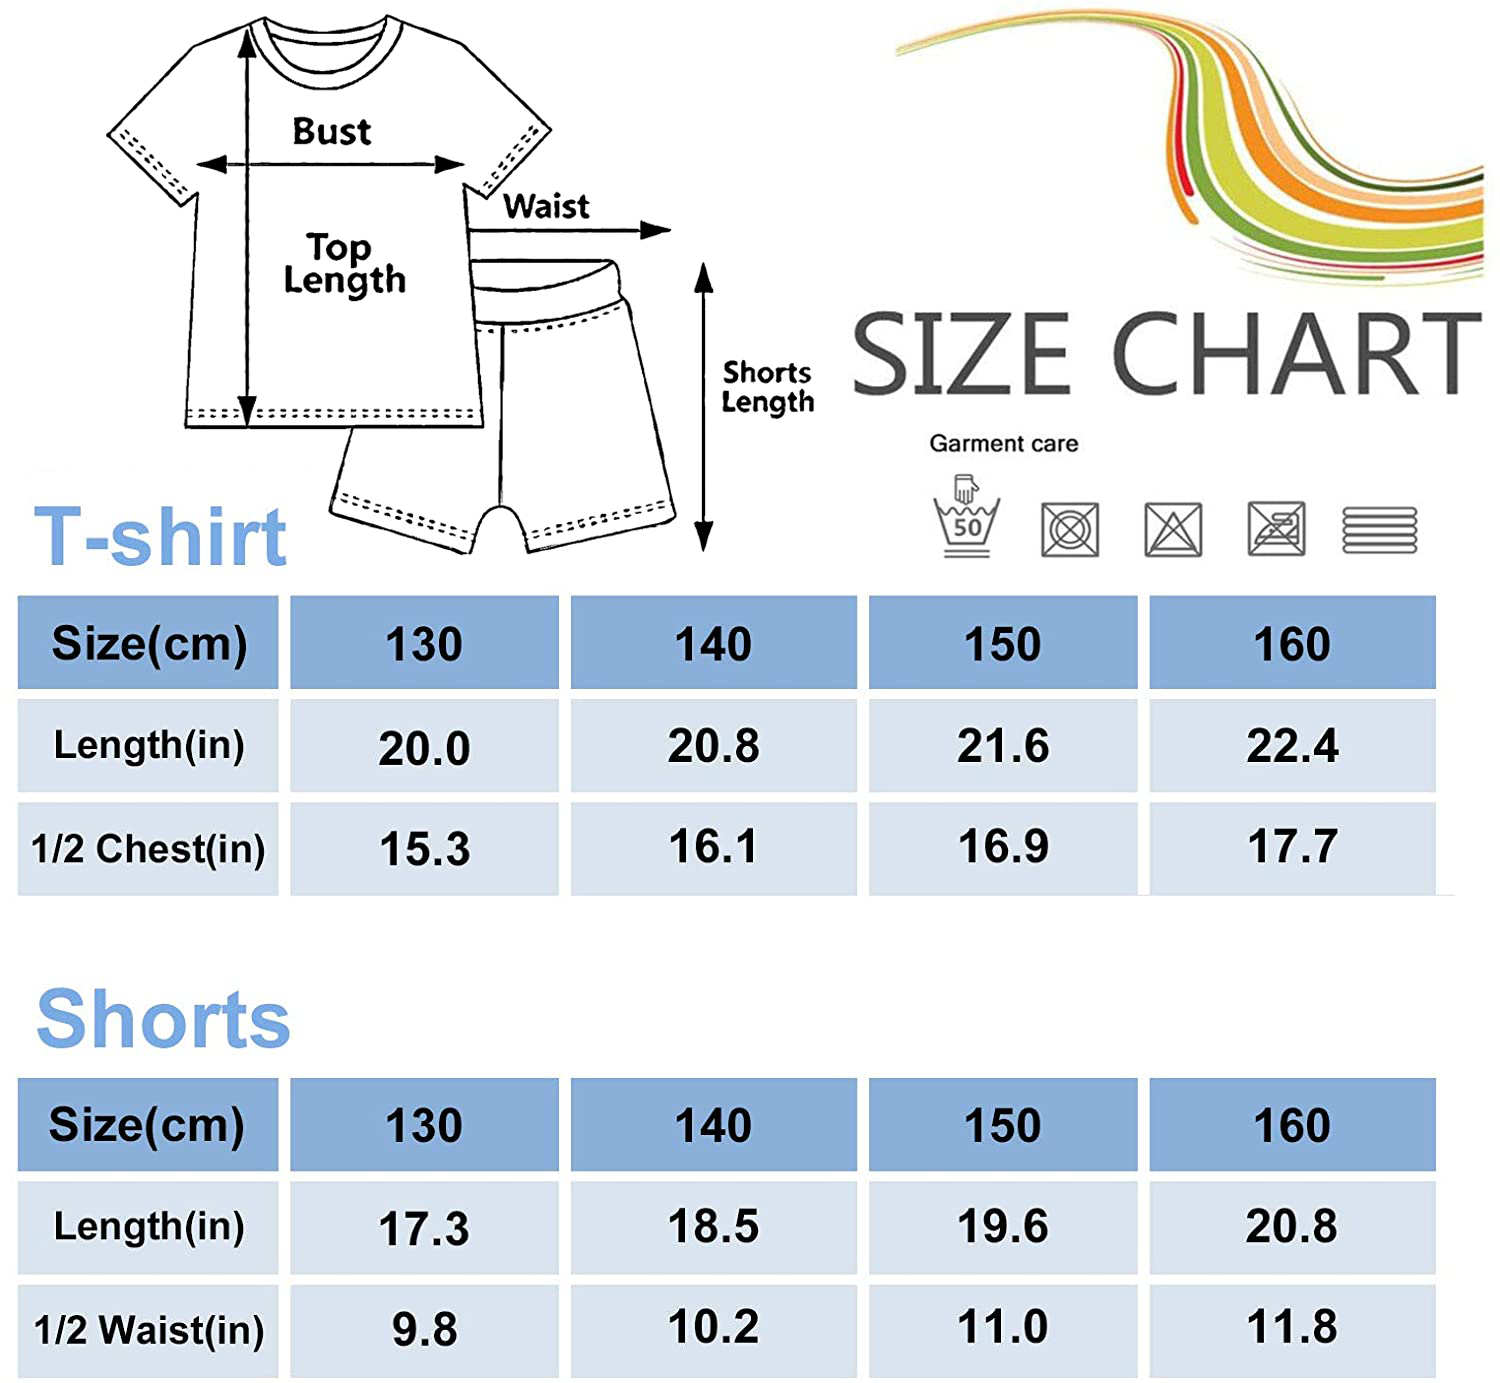 Bust
Waist
Top
Length
Shorts
Length
SIZE CHART
Garment care
50
T-shirt
Size(cm) 130 140 150 160
Length(in) 20.0 20.8 21.6 22.4
1/2 Chest(in) 15.3 16.1 16.9 17.7
Shorts
Size(cm) 130 140 150 160
Length(in) 17.3 18.5 19.6 20.8
1/2 Waist(in) 9.8 10.2 11.0 11.8